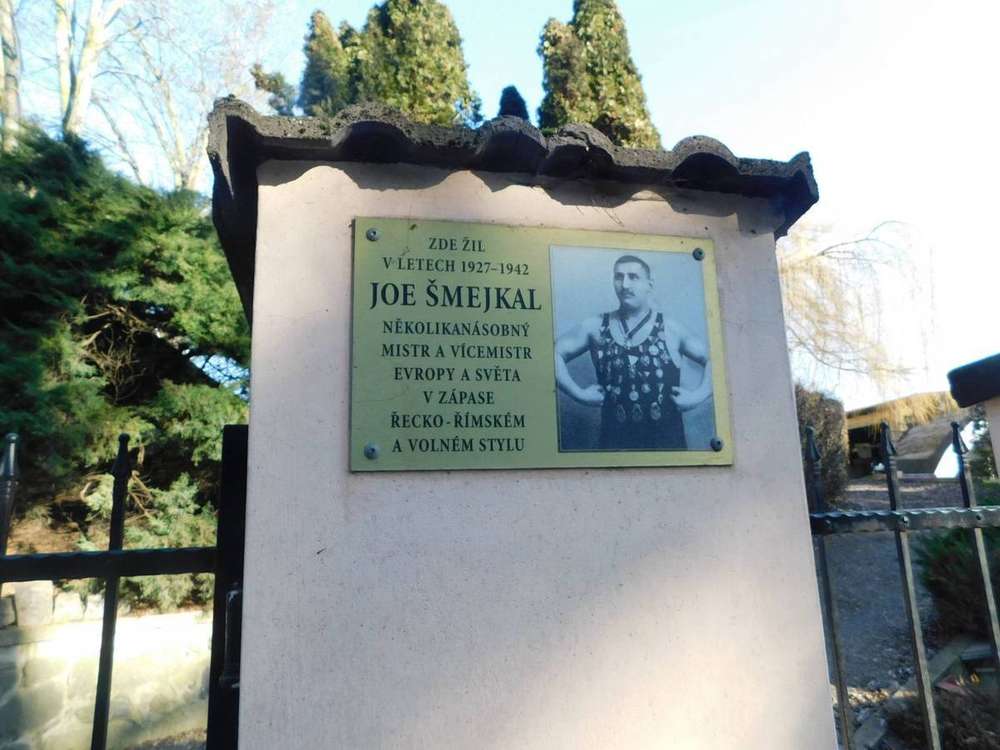 ZDE ŽIL
V LETECH 1927–1942
JOE ŠMEJKAL
NĚKOLIKANÁSOBNÝ
MISTR A VÍCEMISTR
EVROPY A SVĚTA
V ZÁPASE
ŘECKO-ŘÍMSKÉM
A VOLNÉM STYLU